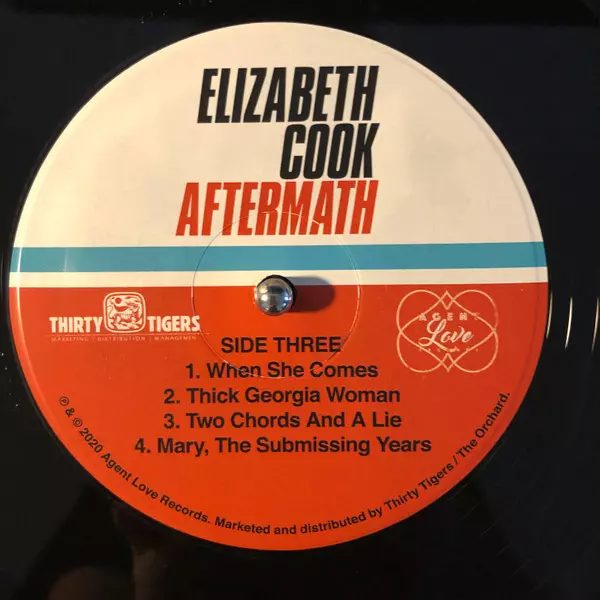 ELIZABETH
COOK
AFTERMATH
THIRTY TIGERS
MARKETING | DISTRIBUTION | MANAGEMEN
AGENT
Love
SIDE THREE
1. When She Comes
2. Thick Georgia Woman
3. Two Chords And A Lie
4. Mary, The Submissing Years
℗ & © 2020 Agent Love Records. Marketed and distributed by Thirty Tigers / The Orchard.